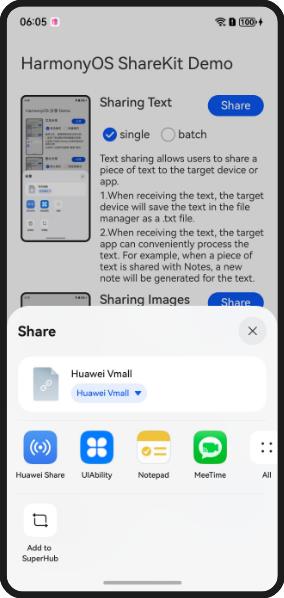 06:05
100
HarmonyOS ShareKit Demo
Sharing Text
Share
single
batch
Text sharing allows users to share a
piece of text to the target device or
app.
1.When receiving the text, the target
device will save the text in the file
manager as a .txt file.
2.When receiving the text, the target
app can conveniently process the
text. For example, when a piece of
text is shared with Notes, a new
note will be generated for the text.
Sharing Images
Share
Share
Huawei Vmall
Huawei Vmall
Huawei Share
UIAbility
Notepad
MeeTime
All
Add to
SuperHub